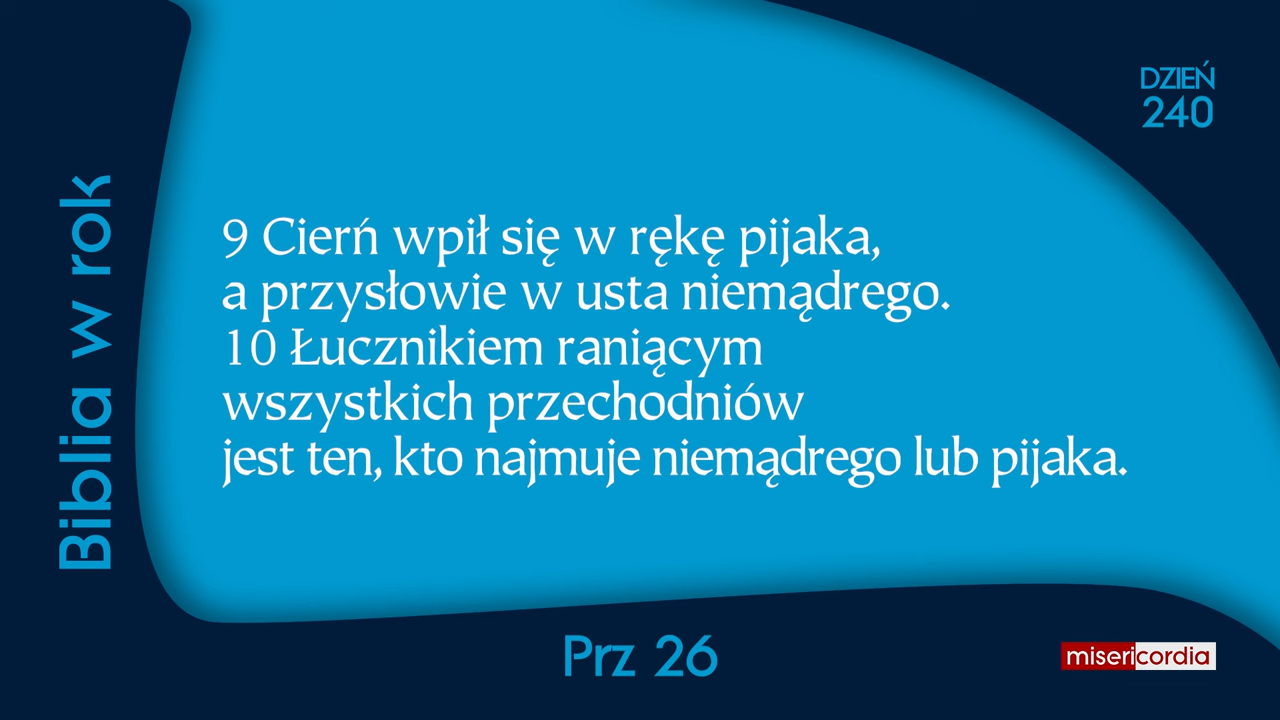 DZIEŃ
240
Biblia w rok
9 Cierń wpił się w rękę pijaka,
a przysłowie w usta niemądrego.
10 Łucznikiem raniącym
wszystkich przechodniów
jest ten, kto najmuje niemądrego lub pijaka.
Prz 26
misericordia